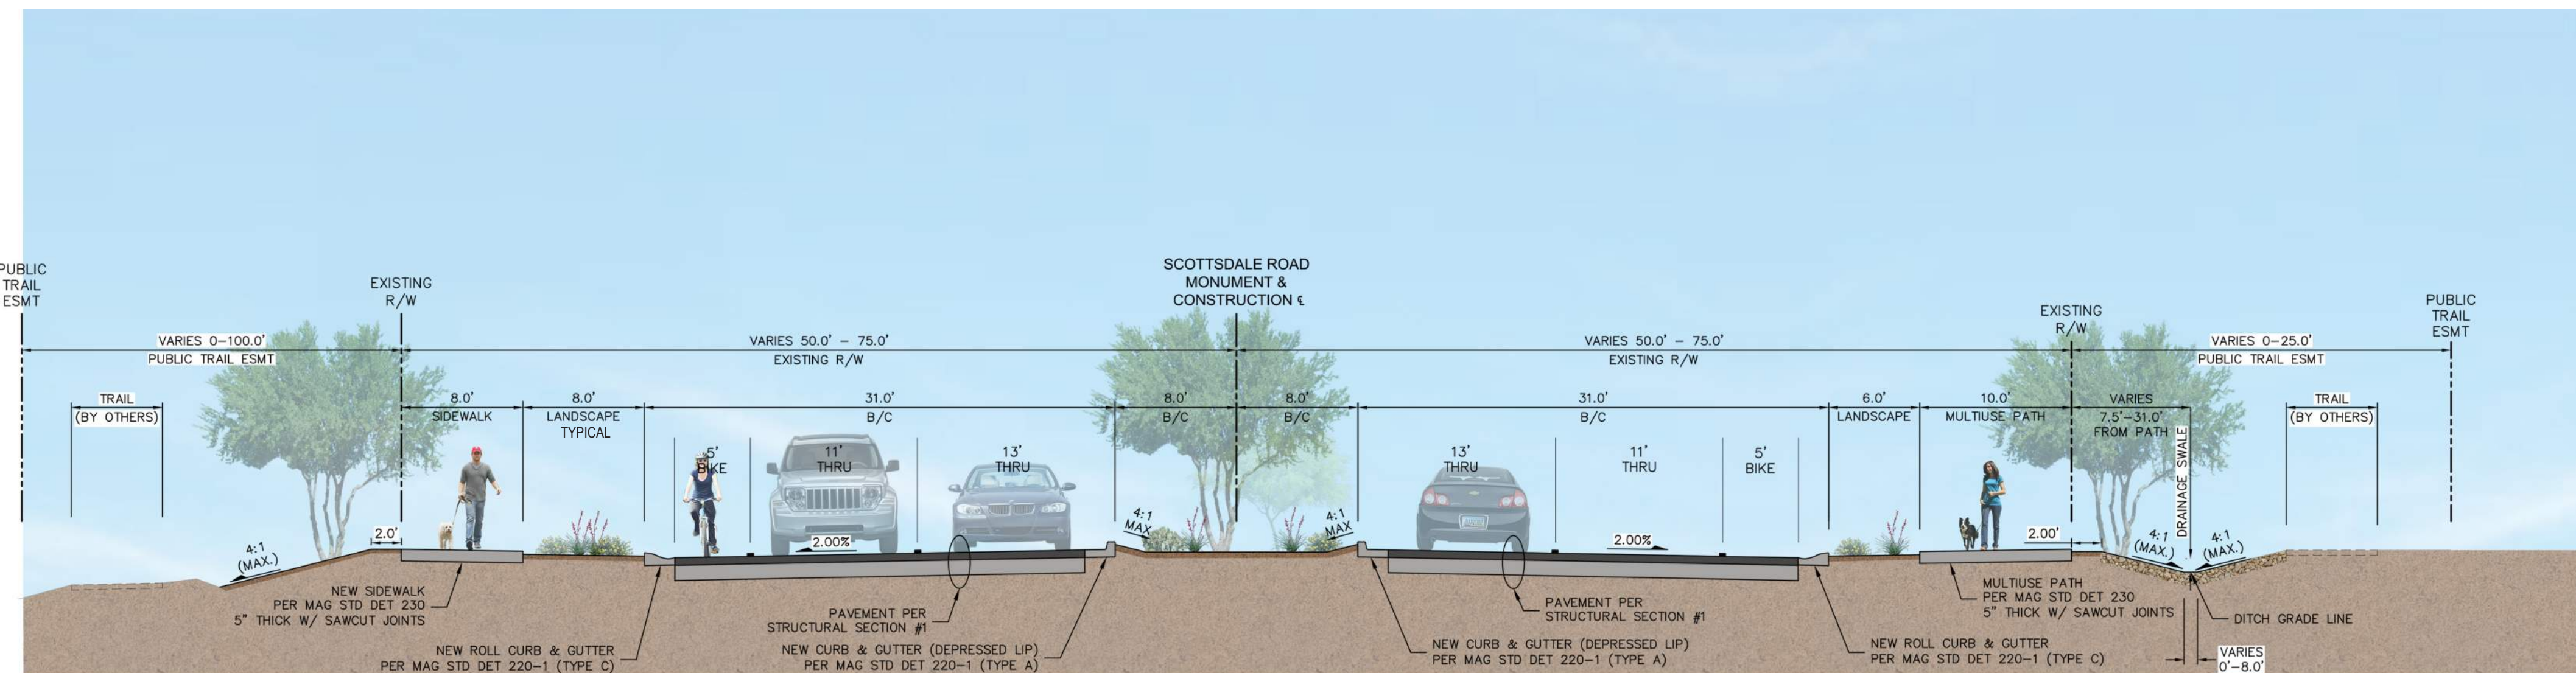 PUBLIC
TRAIL
ESMT
EXISTING
R/W
SCOTTSDALE ROAD
MONUMENT &
CONSTRUCTION ℄
EXISTING
R/W
PUBLIC
TRAIL
ESMT
VARIES 0-100.0'
PUBLIC TRAIL ESMT
VARIES 50.0' - 75.0'
EXISTING R/W
VARIES 50.0' - 75.0'
EXISTING R/W
VARIES 0-25.0'
PUBLIC TRAIL ESMT
TRAIL
(BY OTHERS)
8.0'
SIDEWALK
8.0'
LANDSCAPE
TYPICAL
31.0'
B/C
8.0'
B/C
8.0'
B/C
31.0'
B/C
6.0'
LANDSCAPE
10.0'
MULTIUSE PATH
VARIES
7.5'-31.0'
FROM PATH
TRAIL
(BY OTHERS)
5'
BIKE
11'
THRU
13'
THRU
13'
THRU
11'
THRU
5'
BIKE
DRAINAGE SWALE
4:1
(MAX.)
2.0'
2.00%
4:1
MAX
4:1
MAX
2.00%
2.00'
4:1
(MAX.)
4:1
(MAX.)
NEW SIDEWALK
PER MAG STD DET 230
5" THICK W/ SAWCUT JOINTS
NEW ROLL CURB & GUTTER
PER MAG STD DET 220-1 (TYPE C)
PAVEMENT PER
STRUCTURAL SECTION #1
NEW CURB & GUTTER (DEPRESSED LIP)
PER MAG STD DET 220-1 (TYPE A)
PAVEMENT PER
STRUCTURAL SECTION #1
NEW CURB & GUTTER (DEPRESSED LIP)
PER MAG STD DET 220-1 (TYPE A)
NEW ROLL CURB & GUTTER
PER MAG STD DET 220-1 (TYPE C)
MULTIUSE PATH
PER MAG STD DET 230
5" THICK W/ SAWCUT JOINTS
DITCH GRADE LINE
VARIES
0'-8.0'